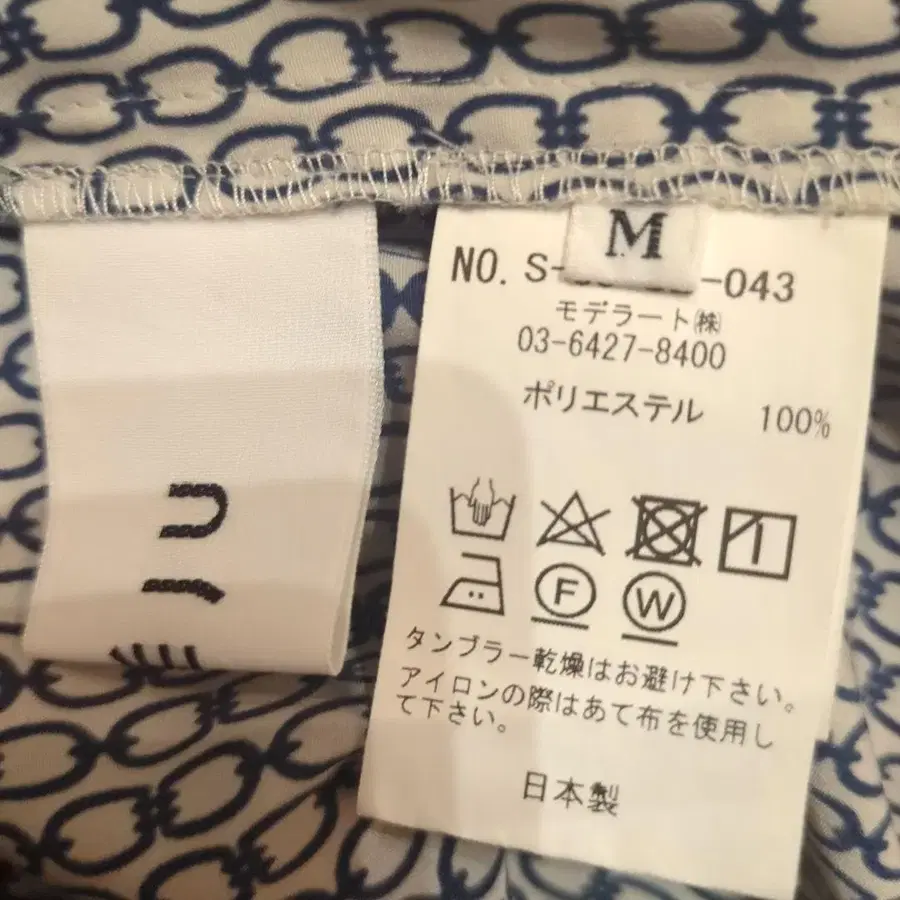 M
NO. S- -043
モデラート㈱
03-6427-8400
ポリエステル 100%
F
W
タンブラー乾燥はお避け下さい。
アイロンの際はあて布を使用し
て下さい。
日本製